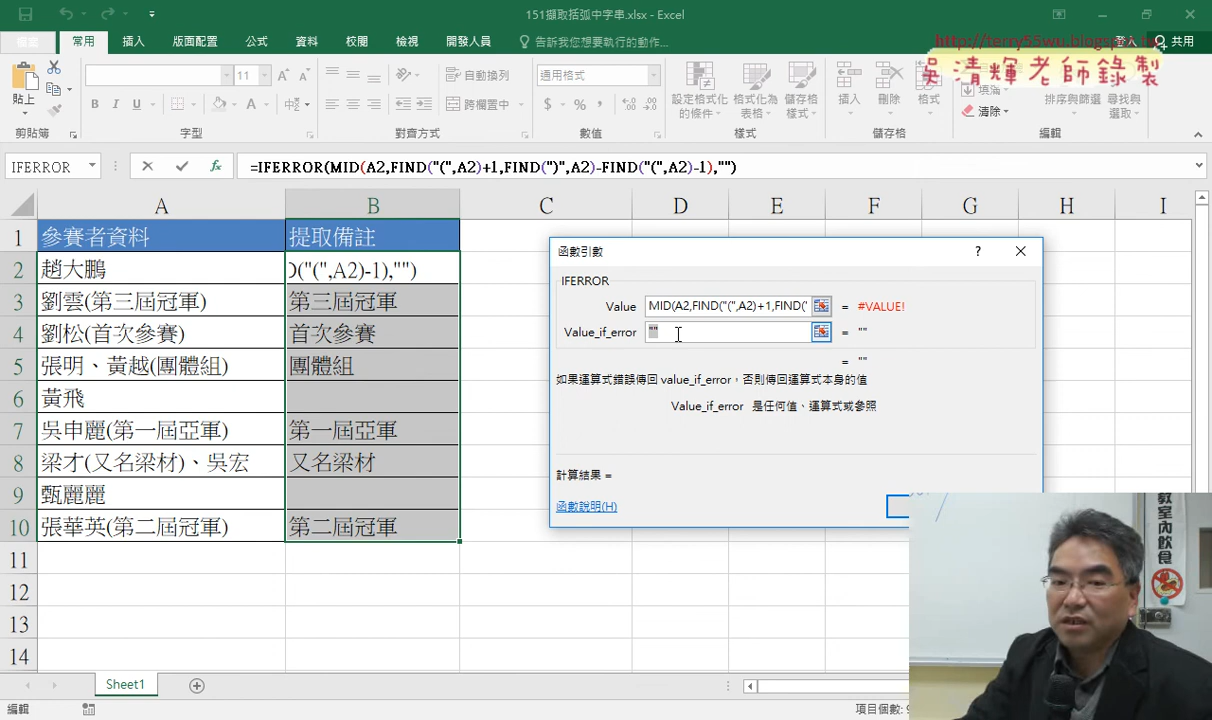 151擷取括弧中字串.xlsx - Excel
常用 插入 版面配置 公式 資料 校閱 檢視 開發人員 告訴我您想要執行的動作... 共用
http://terry55wu.blogspot.tw
吳清輝老師錄製
貼上 11 自動換列 通用格式 設定格式化的條件 格式化為表格 儲存格樣式 插入 刪除 格式 填滿 清除 排序與篩選 尋找與選取
B I U 跨欄置中 $ %
剪貼簿 字型 對齊方式 數值 樣式 儲存格 編輯
IFERROR =IFERROR(MID(A2,FIND("(",A2)+1,FIND(")",A2)-FIND("(",A2)-1),"")
A B C D E F G H I
1 參賽者資料 提取備註
2 趙大鵬 D("(",A2)-1),"")
3 劉雲(第三屆冠軍) 第三屆冠軍
4 劉松(首次參賽) 首次參賽
5 張明、黃越(團體組) 團體組
6 黃飛
7 吳申麗(第一屆亞軍) 第一屆亞軍
8 梁才(又名梁材)、吳宏 又名梁材
9 甄麗麗
10 張華英(第二屆冠軍) 第二屆冠軍
11
12
13
14
函數引數 ?
IFERROR
Value MID(A2,FIND("(",A2)+1,FIND(" = #VALUE!
Value_if_error "" = ""
= ""
如果運算式錯誤傳回 value_if_error，否則傳回運算式本身的值
Value_if_error 是任何值、運算式或參照
計算結果 =
函數說明(H)
教室內飲食
Sheet1
編輯 項目個數: